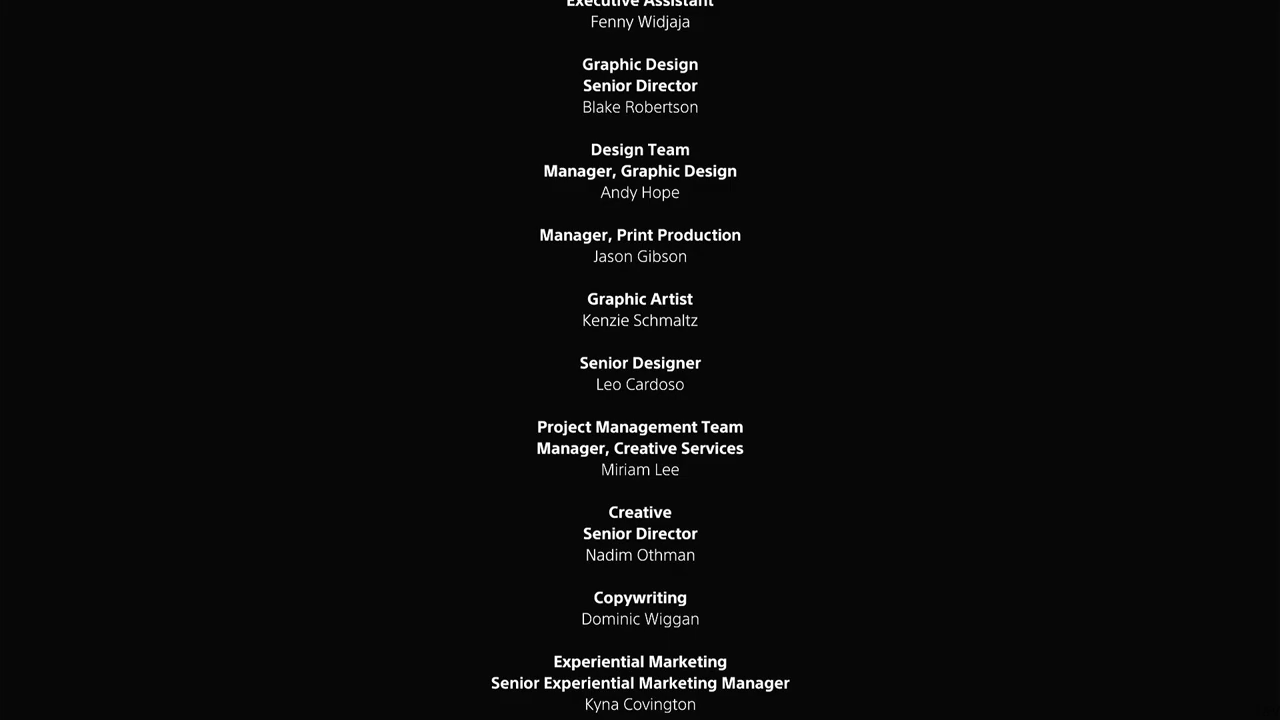 Executive Assistant
Fenny Widjaja
Graphic Design
Senior Director
Blake Robertson
Design Team
Manager, Graphic Design
Andy Hope
Manager, Print Production
Jason Gibson
Graphic Artist
Kenzie Schmaltz
Senior Designer
Leo Cardoso
Project Management Team
Manager, Creative Services
Miriam Lee
Creative
Senior Director
Nadim Othman
Copywriting
Dominic Wiggan
Experiential Marketing
Senior Experiential Marketing Manager
Kyna Covington